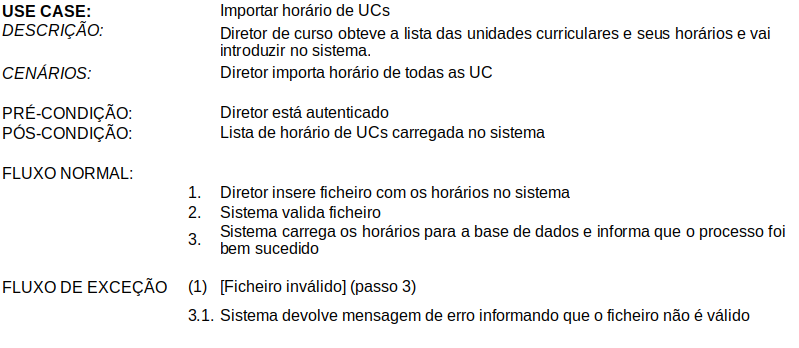 USE CASE: Importar horário de UCs
DESCRIÇÃO: Diretor de curso obteve a lista das unidades curriculares e seus horários e vai
introduzir no sistema.
CENÁRIOS: Diretor importa horário de todas as UC
PRÉ-CONDIÇÃO: Diretor está autenticado
PÓS-CONDIÇÃO: Lista de horário de UCs carregada no sistema
FLUXO NORMAL:
1. Diretor insere ficheiro com os horários no sistema
2. Sistema valida ficheiro
3. Sistema carrega os horários para a base de dados e informa que o processo foi
bem sucedido
FLUXO DE EXCEÇÃO (1) [Ficheiro inválido] (passo 3)
3.1. Sistema devolve mensagem de erro informando que o ficheiro não é válido